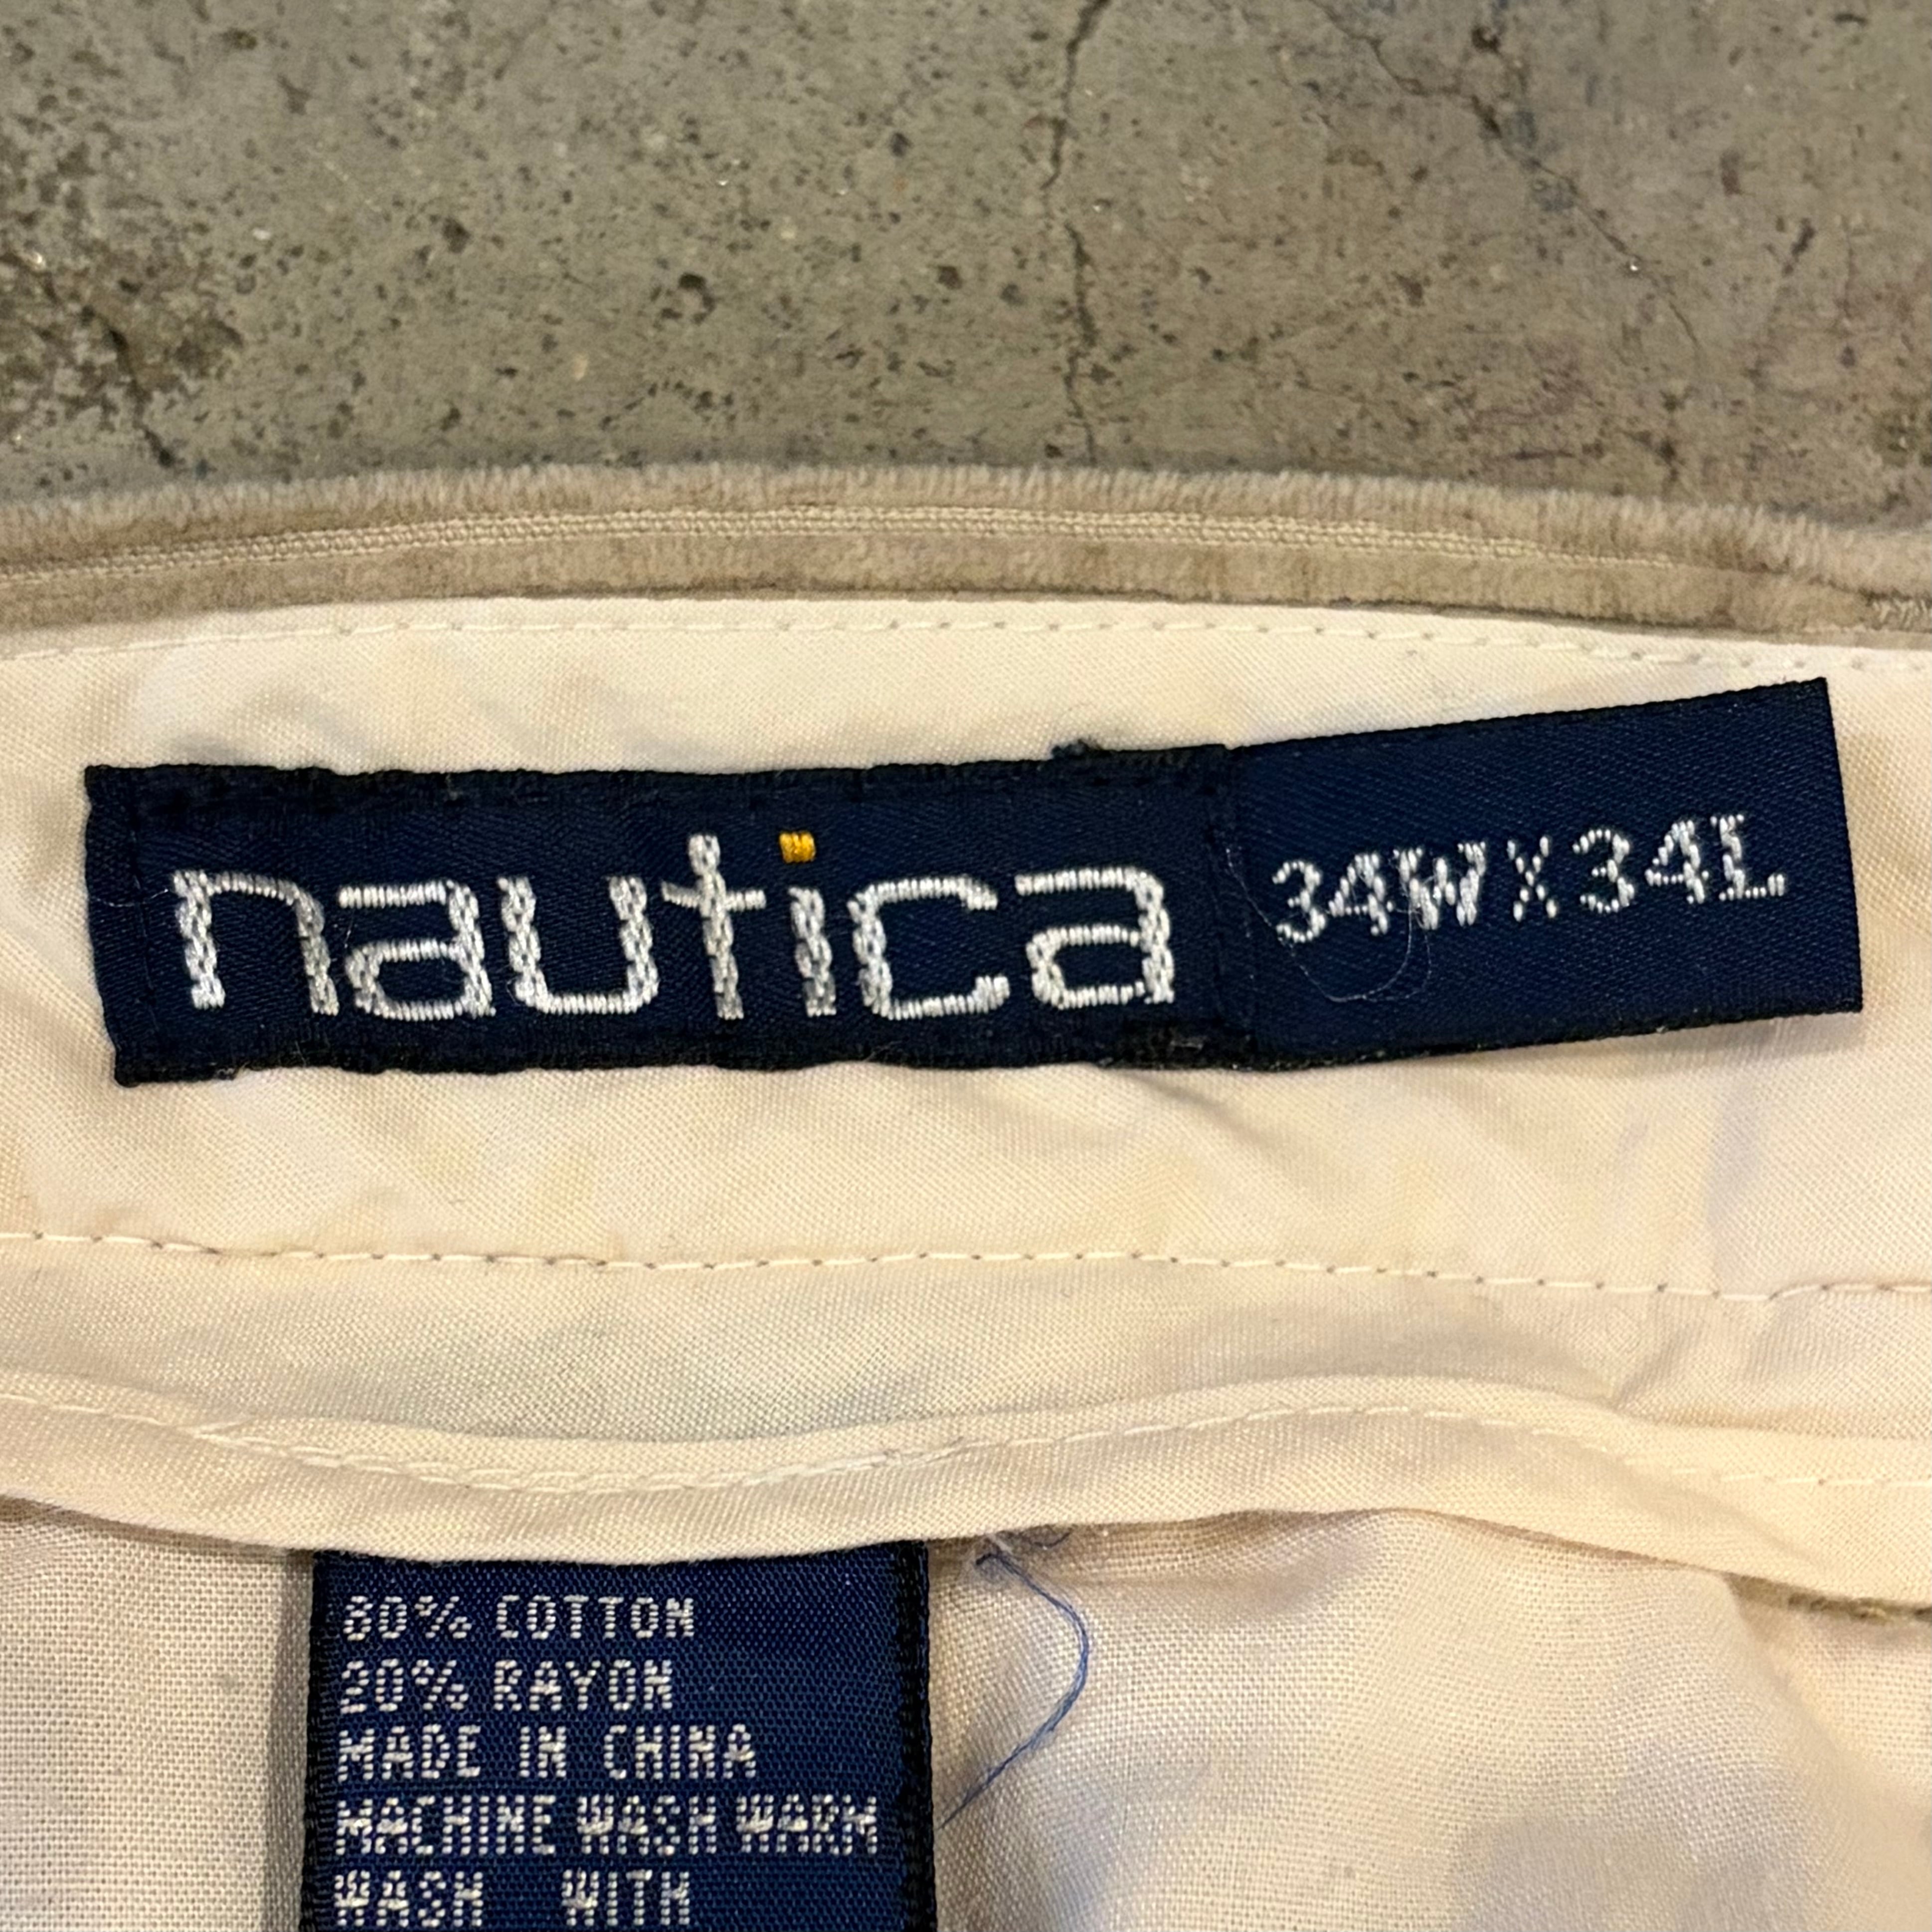 nautica
34W X 34L
80% COTTON
20% RAYON
MADE IN CHINA
MACHINE WASH WARM
WASH WITH